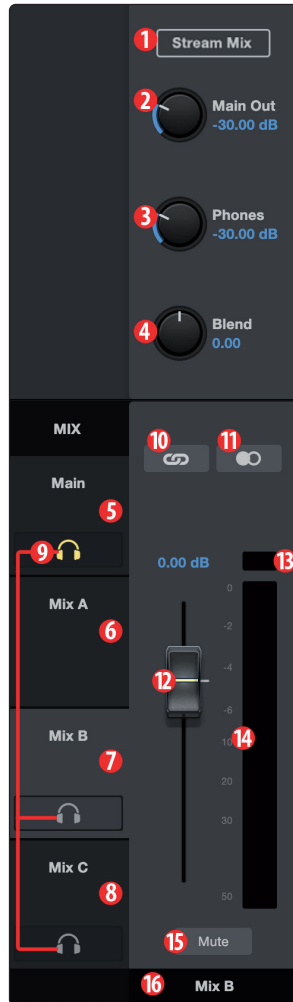 1 Stream Mix
2 Main Out
-30.00 dB
3 Phones
-30.00 dB
4 Blend
0.00
MIX
10 11
Main
5
9
13
0.00 dB
0
Mix A
6
-2
-4
12
-6
Mix B
7
10 14
20
30
Mix C
8
50
15 Mute
16 Mix B